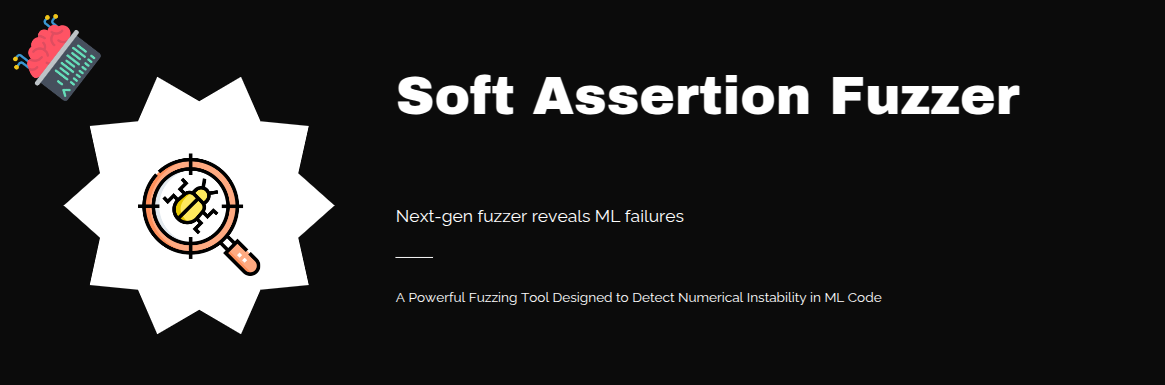 Soft Assertion Fuzzer
Next-gen fuzzer reveals ML failures
A Powerful Fuzzing Tool Designed to Detect Numerical Instability in ML Code